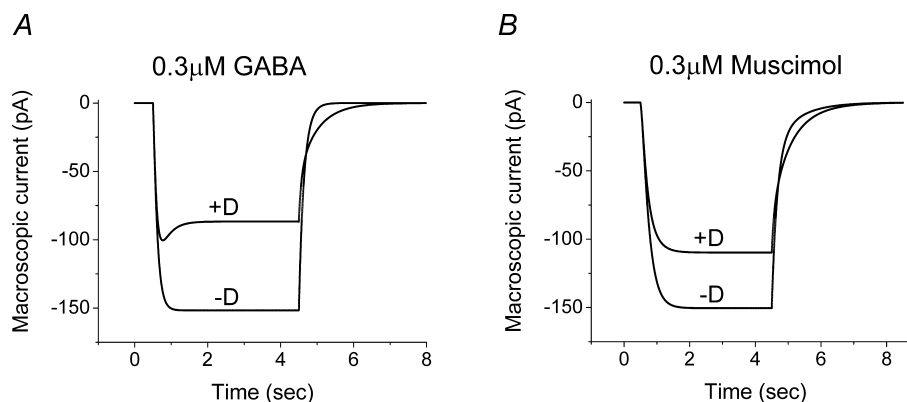 A
0.3μM GABA
Macroscopic current (pA)
0
-50
-100
-150
+D
-D
0 2 4 6 8
Time (sec)
B
0.3μM Muscimol
Macroscopic current (pA)
0
-50
-100
-150
+D
-D
0 2 4 6 8
Time (sec)